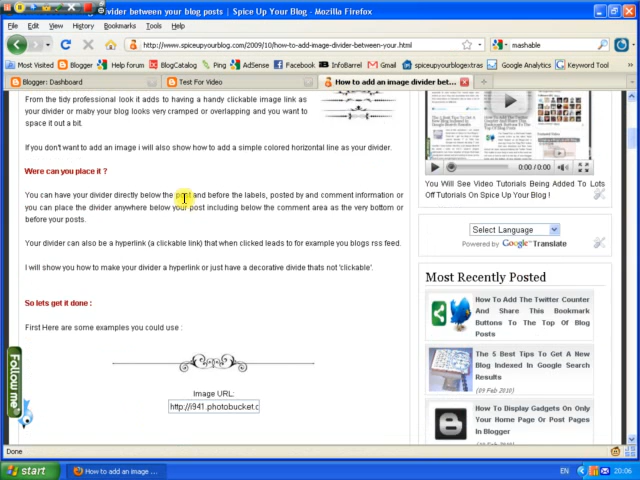 divider between your blog posts | Spice Up Your Blog - Mozilla Firefox
File Edit View History Bookmarks Tools Help
http://www.spiceupyourblog.com/2009/10/how-to-add-image-divider-between-your.html
mashable
Most Visited Blogger Help forum BlogCatalog Ping AdSense Facebook InfoBarrel Gmail spiceupyourblogextras Google Analytics Keyword Tool
Blogger: Dashboard
Test For Video
How to add an image divider bet...
From the tidy professional look it adds to having a handy clickable image link as
your divider or maby your blog looks very cramped or overlapping and you want to
space it out a bit.
If you don't want to add an image i will also show how to add a simple colored horizontal line as your divider.
Were can you place it ?
You can have your divider directly below the post and before the labels, posted by and comment information or
you can place the divider anywhere below your post including below the comment area as the very bottom or
before your posts.
Your divider can also be a hyperlink (a clickable link) that when clicked leads to for example you blogs rss feed.
I will show you how to make your divider a hyperlink or just have a decorative divide thats not 'clickable'.
So lets get it done :
First Here are some examples you could use :
Image URL:
http://i941.photobucket.c
Follow me
0:00 / 0:00
You Will See Video Tutorials Being Added To Lots
Off Tutorials On Spice Up Your Blog !
Select Language
Powered by Google Translate
Most Recently Posted
How To Add The Twitter Counter
And Share This Bookmark
Buttons To The Top Of Blog
Posts
The 5 Best Tips To Get A New
Blog Indexed In Google Search
Results
(09 Feb 2010)
How To Display Gadgets On Only
Your Home Page Or Post Pages
In Blogger
Done
start
How to add an image ...
EN
20:06